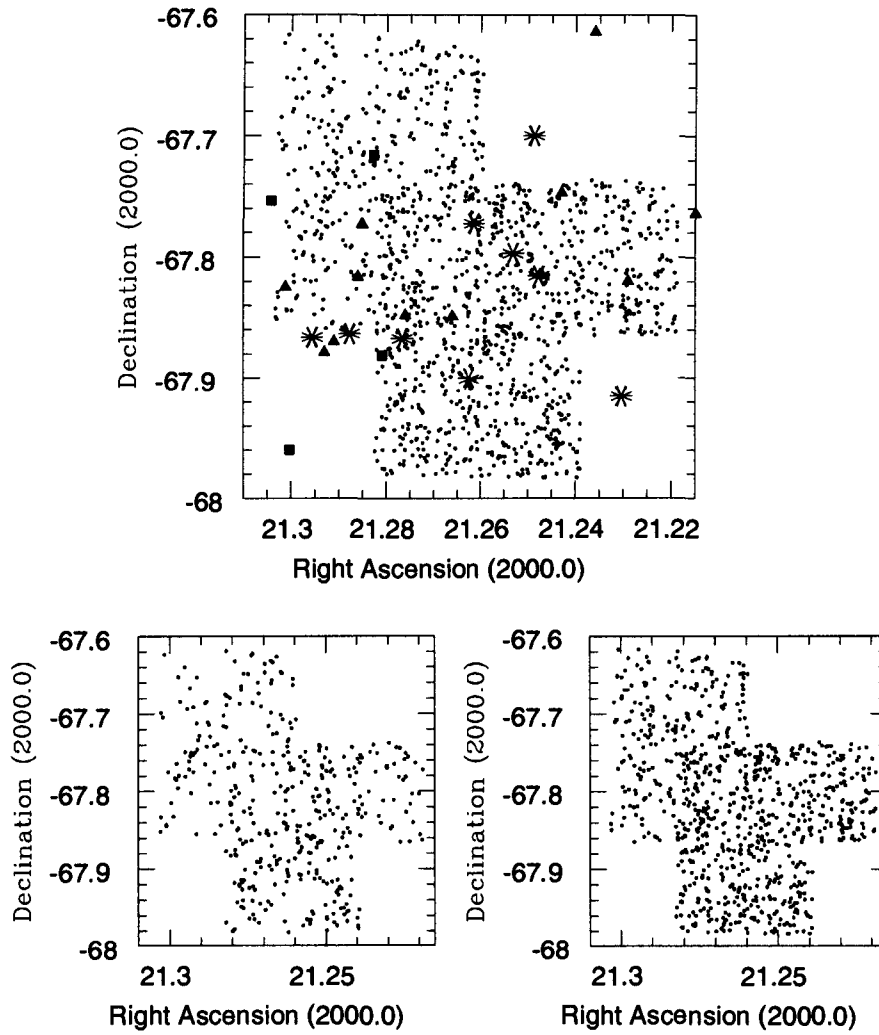 -67.6
-67.7
-67.8
-67.9
-68
Declination (2000.0)
21.3 21.28 21.26 21.24 21.22
Right Ascension (2000.0)
-67.6
-67.7
-67.8
-67.9
-68
Declination (2000.0)
21.3 21.25
Right Ascension (2000.0)
-67.6
-67.7
-67.8
-67.9
-68
Declination (2000.0)
21.3 21.25
Right Ascension (2000.0)